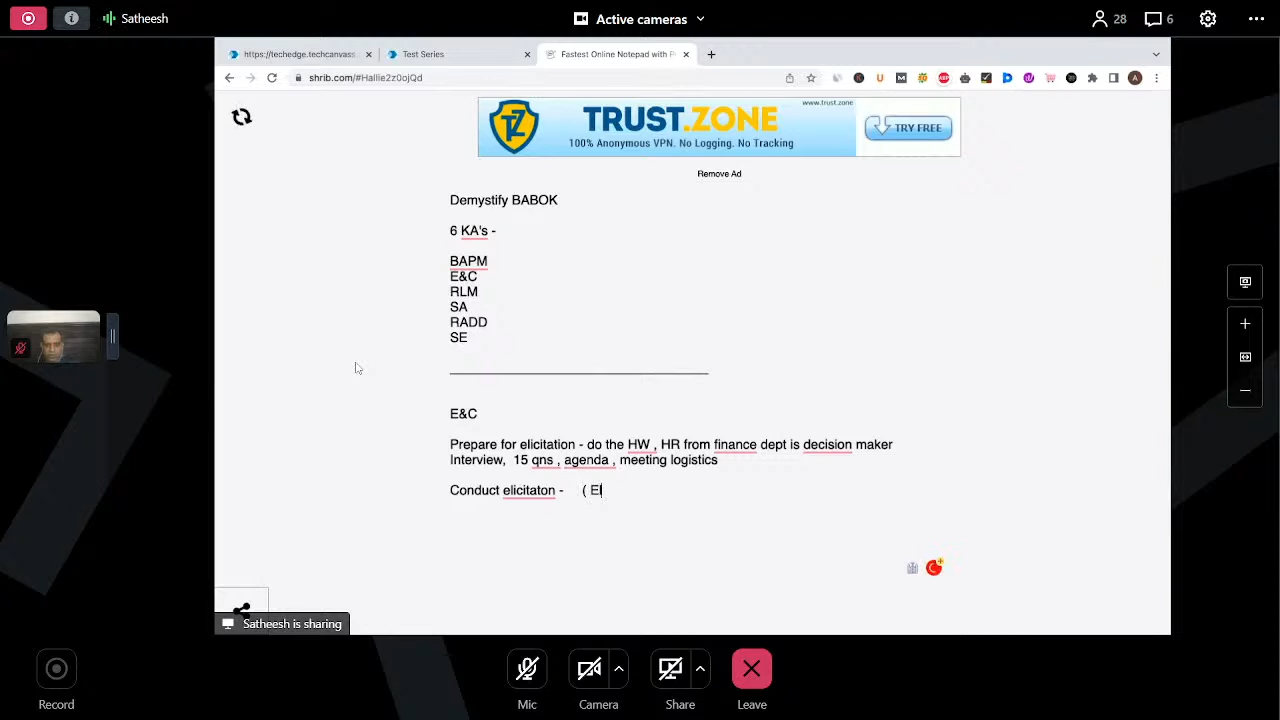 Satheesh
Active cameras
28
6
https://techedge.techcanvass
Test Series
Fastest Online Notepad with P
shrib.com/#Hallie2z0ojQd
www.trust.zone
TRUST.ZONE
100% Anonymous VPN. No Logging. No Tracking
TRY FREE
Remove Ad
Demystify BABOK
6 KA's -
BAPM
E&C
RLM
SA
RADD
SE
E&C
Prepare for elicitation - do the HW , HR from finance dept is decision maker
Interview, 15 qns , agenda , meeting logistics
Conduct elicitaton - ( El
Satheesh is sharing
Record
Mic
Camera
Share
Leave